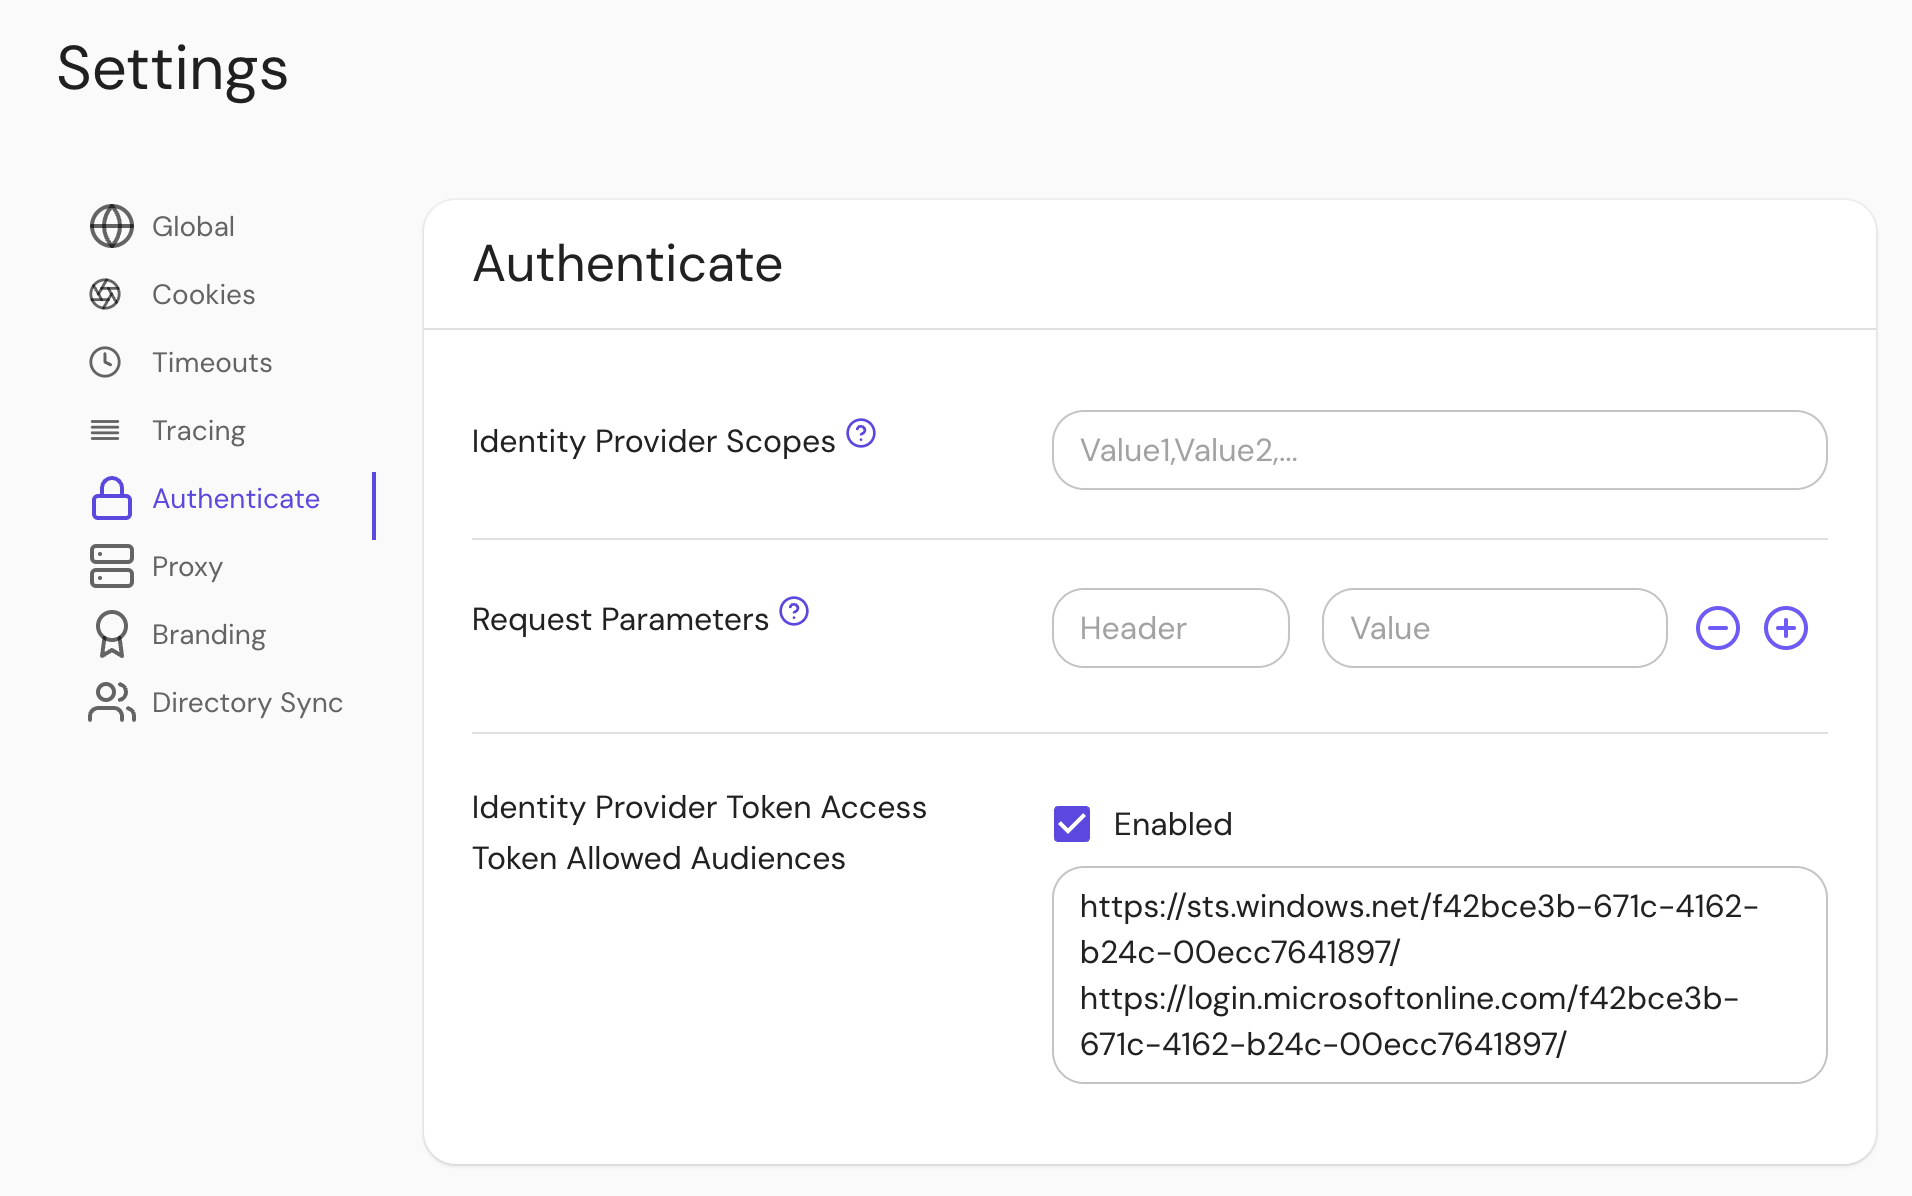 Settings
Global
Cookies
Timeouts
Tracing
Authenticate
Proxy
Branding
Directory Sync
Authenticate
Identity Provider Scopes
Value1,Value2,...
Request Parameters
Header
Value
Identity Provider Token Access
Token Allowed Audiences
Enabled
https://sts.windows.net/f42bce3b-671c-4162-
b24c-00ecc7641897/
https://login.microsoftonline.com/f42bce3b-
671c-4162-b24c-00ecc7641897/